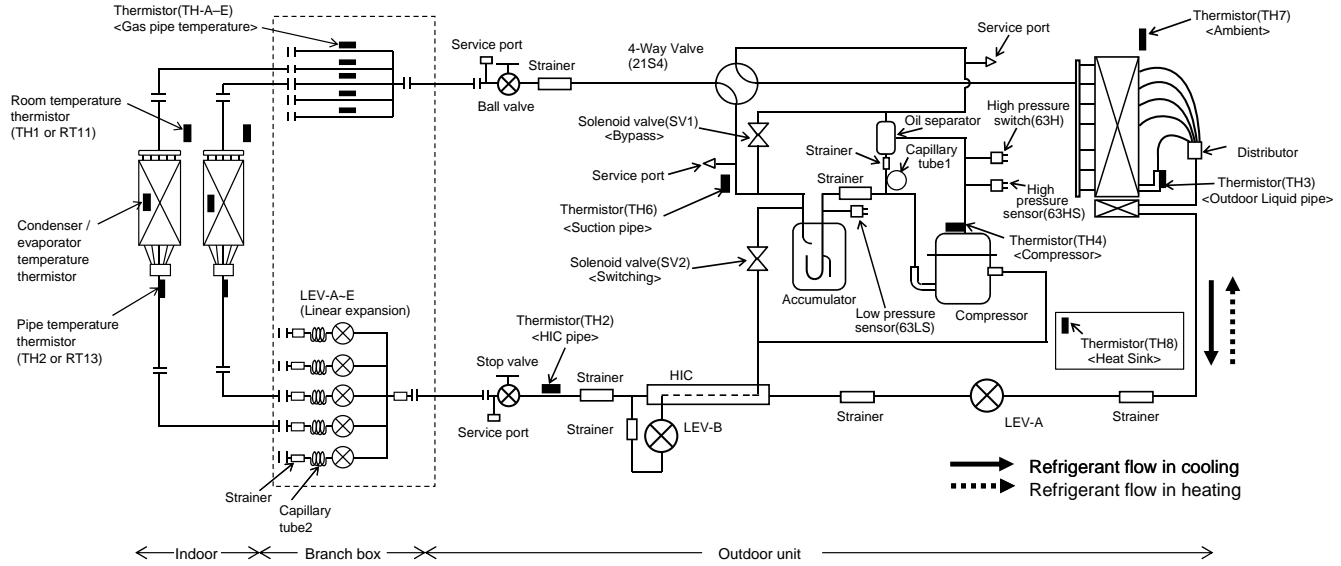 Thermistor(TH-A–E)
<Gas pipe temperature>
Service port
Strainer
Ball valve
4-Way Valve
(21S4)
Service port
Thermistor(TH7)
<Ambient>
Room temperature
thermistor
(TH1 or RT11)
Solenoid valve(SV1)
<Bypass>
Oil separator
High pressure
switch(63H)
Strainer
Capillary
tube1
Strainer
Service port
High
pressure
sensor(63HS)
Distributor
Thermistor(TH3)
<Outdoor Liquid pipe>
Thermistor(TH6)
<Suction pipe>
Condenser /
evaporator
temperature
thermistor
Thermistor(TH4)
<Compressor>
Solenoid valve(SV2)
<Switching>
Accumulator
Low pressure
sensor(63LS)
Compressor
LEV-A~E
(Linear expansion)
Pipe temperature
thermistor
(TH2 or RT13)
Thermistor(TH2)
<HIC pipe>
Thermistor(TH8)
<Heat Sink>
Stop valve
Strainer
HIC
Service port
Strainer
LEV-B
Strainer
LEV-A
Strainer
Strainer
Capillary
tube2
Refrigerant flow in cooling
Refrigerant flow in heating
Indoor
Branch box
Outdoor unit